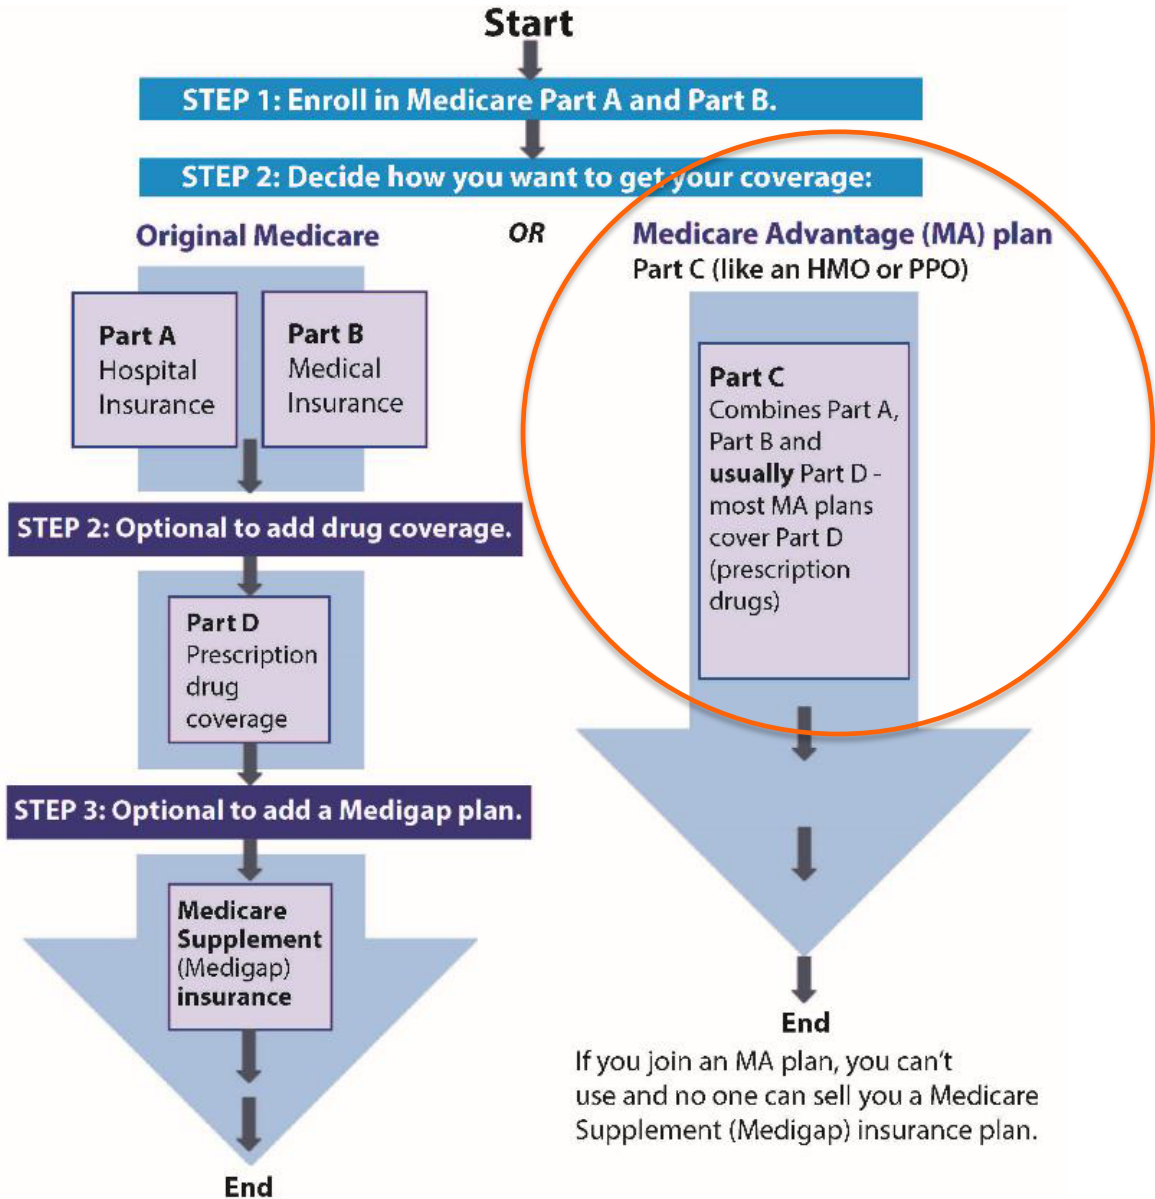 Start
STEP 1: Enroll in Medicare Part A and Part B.
STEP 2: Decide how you want to get your coverage:
Original Medicare
OR
Medicare Advantage (MA) plan
Part C (like an HMO or PPO)
Part A
Hospital
Insurance
Part B
Medical
Insurance
STEP 2: Optional to add drug coverage.
Part D
Prescription
drug
coverage
STEP 3: Optional to add a Medigap plan.
Medicare
Supplement
(Medigap)
insurance
End
Part C
Combines Part A,
Part B and
usually Part D -
most MA plans
cover Part D
(prescription
drugs)
End
If you join an MA plan, you can't
use and no one can sell you a Medicare
Supplement (Medigap) insurance plan.